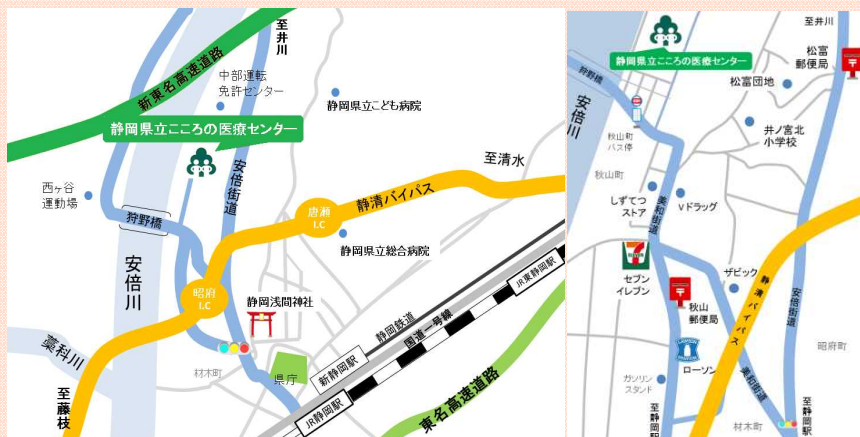 新東名高速道路
中部運転
免許センター
至井川
静岡県立こども病院
静岡県立こころの医療センター
安倍街道
西ヶ谷
運動場
狩野橋
安倍川
至清水
静清バイパス
唐瀬
I.C
静岡県立総合病院
昭府
I.C
静岡浅間神社
JR東静岡駅
静岡鉄道
国道一号線
藁科川
新静岡駅
材木町
県庁
JR静岡駅
東名高速道路
至藤枝
至井川
静岡県立こころの医療センター
松富
郵便局
狩野橋
松富団地
安倍川
秋山町
バス停
井ノ宮北
小学校
秋山町
しずてつ
ストア
美和街道
Vドラッグ
セブン
イレブン
ザビック
静清バイパス
安倍街道
秋山
郵便局
昭府町
LAWSON
ローソン
ガソリン
スタンド
美和街道
至静岡駅
材木町
至静岡駅